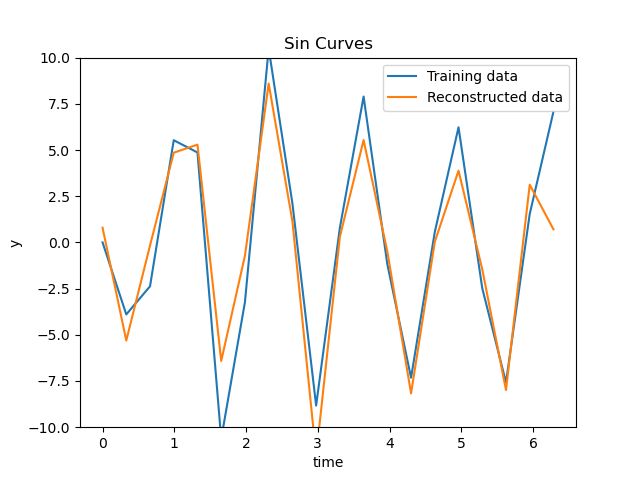 Sin Curves
Training data
Reconstructed data
10.0
7.5
5.0
2.5
0.0
−2.5
−5.0
−7.5
−10.0
y
0 1 2 3 4 5 6
time